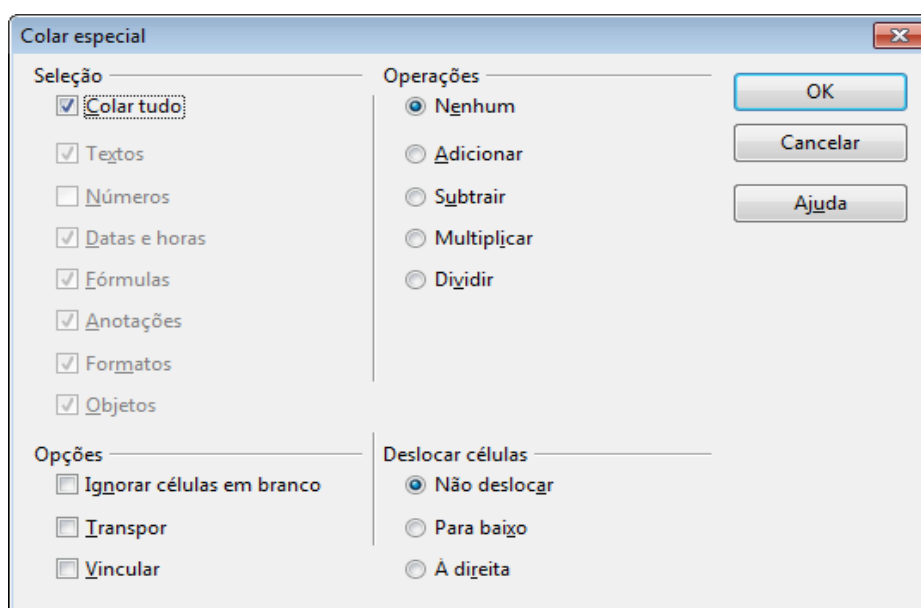 Colar especial
Seleção
Colar tudo
Textos
Números
Datas e horas
Fórmulas
Anotações
Formatos
Objetos
Operações
Nenhum
Adicionar
Subtrair
Multiplicar
Dividir
OK
Cancelar
Ajuda
Opções
Ignorar células em branco
Transpor
Vincular
Deslocar células
Não deslocar
Para baixo
À direita